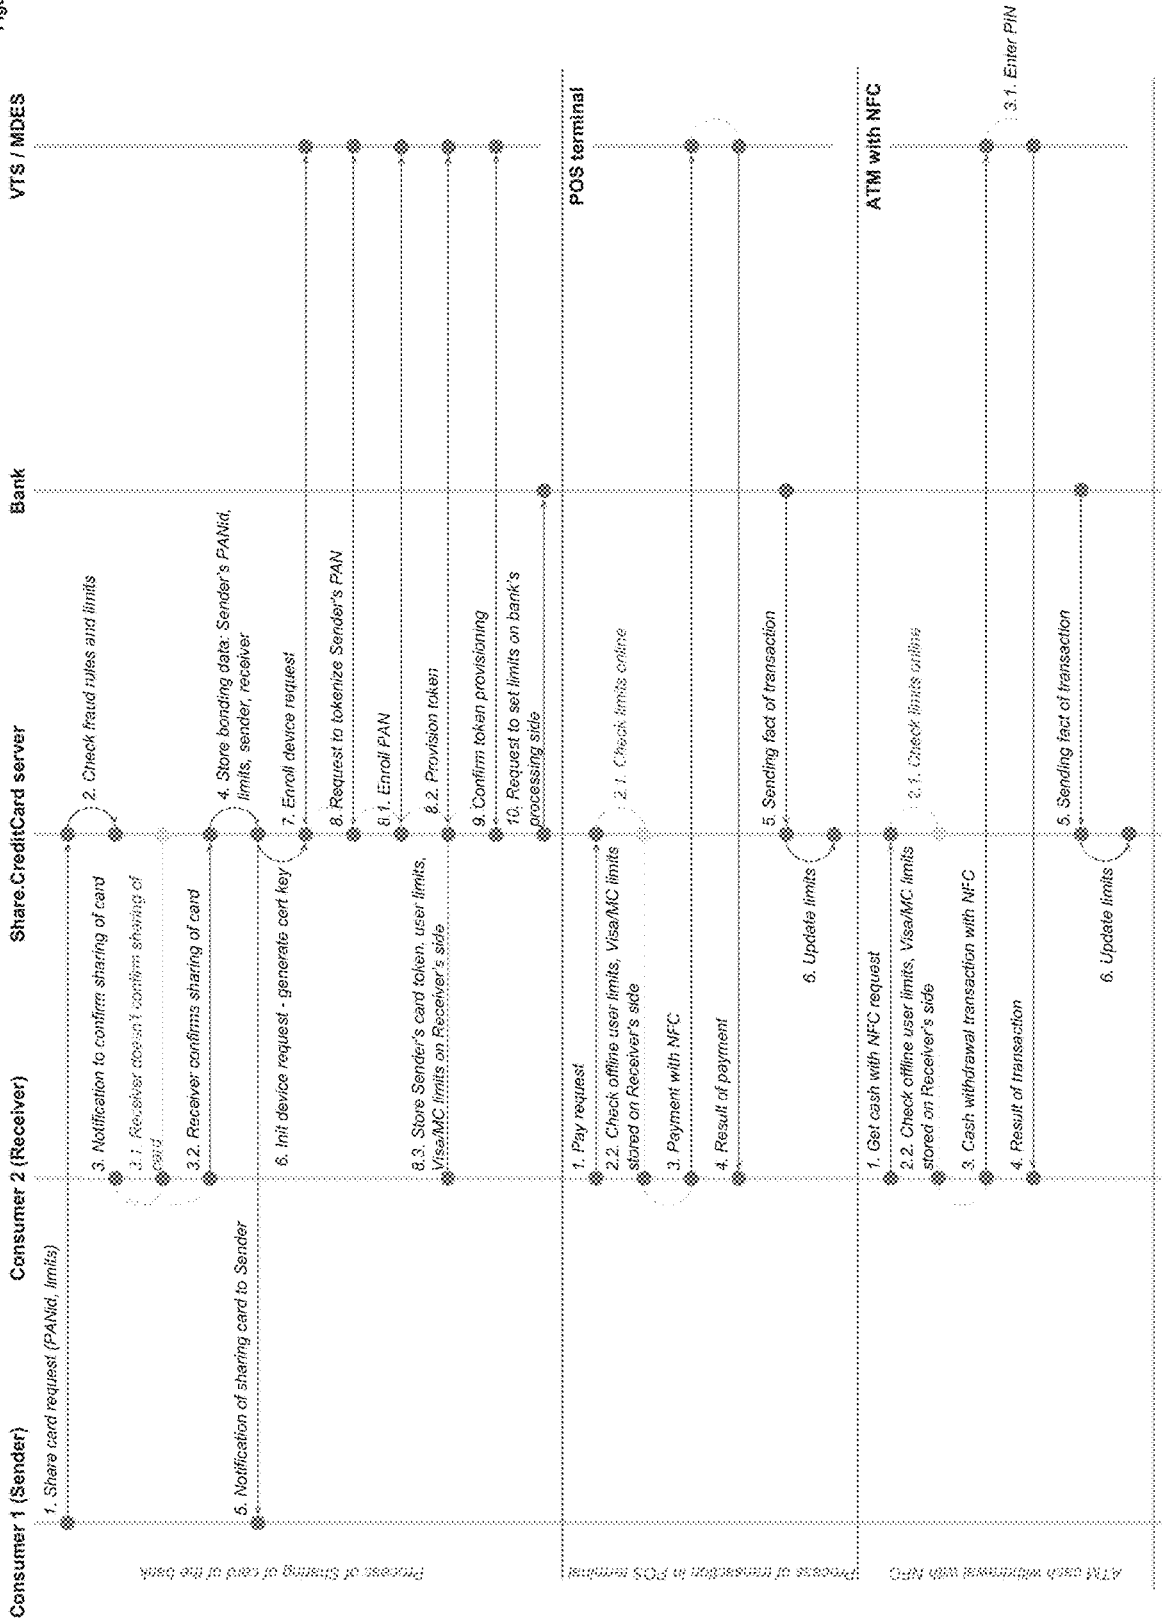 Consumer 1 (Sender)
Consumer 2 (Receiver)
Share.CreditCard server
Bank
VTS / MDES
Process of Sharing of card of the bank
1. Share card request (PANid, limits)
2. Check fraud rules and limits
3. Notification to confirm sharing of card
3.1. Receiver doesn't confirm sharing of
card
3.2. Receiver confirms sharing of card
4. Store bonding data: Sender's PANid,
limits, sender, receiver
5. Notification of sharing card to Sender
6. Init device request - generate cert key
7. Enroll device request
8. Request to tokenize Sender's PAN
8.1. Enroll PAN
8.2. Provision token
8.3. Store Sender's card token, user limits,
Visa/MC limits on Receiver's side
9. Confirm token provisioning
10. Request to set limits on bank's
processing side
POS terminal
Process of transaction in POS terminal
1. Pay request
2.1. Check limits online
2.2. Check offline user limits, Visa/MC limits
stored on Receiver's side
3. Payment with NFC
4. Result of payment
5. Sending fact of transaction
6. Update limits
ATM with NFC
ATM cash withdrawal with NFC
1. Get cash with NFC request
2.1. Check limits online
2.2. Check offline user limits, Visa/MC limits
stored on Receiver's side
3. Cash withdrawal transaction with NFC
3.1. Enter PIN
4. Result of transaction
5. Sending fact of transaction
6. Update limits